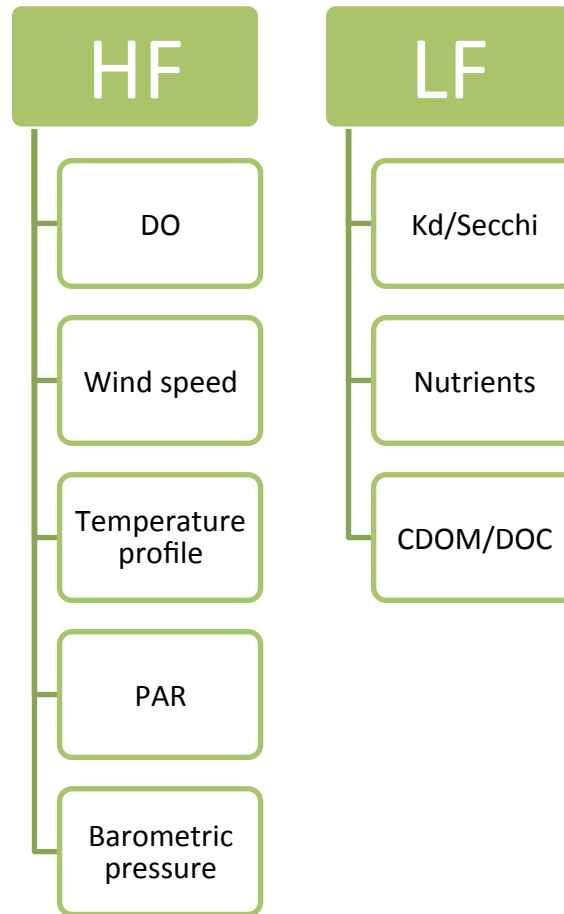 HF
DO
Wind speed
Temperature
profile
PAR
Barometric
pressure
LF
Kd/Secchi
Nutrients
CDOM/DOC